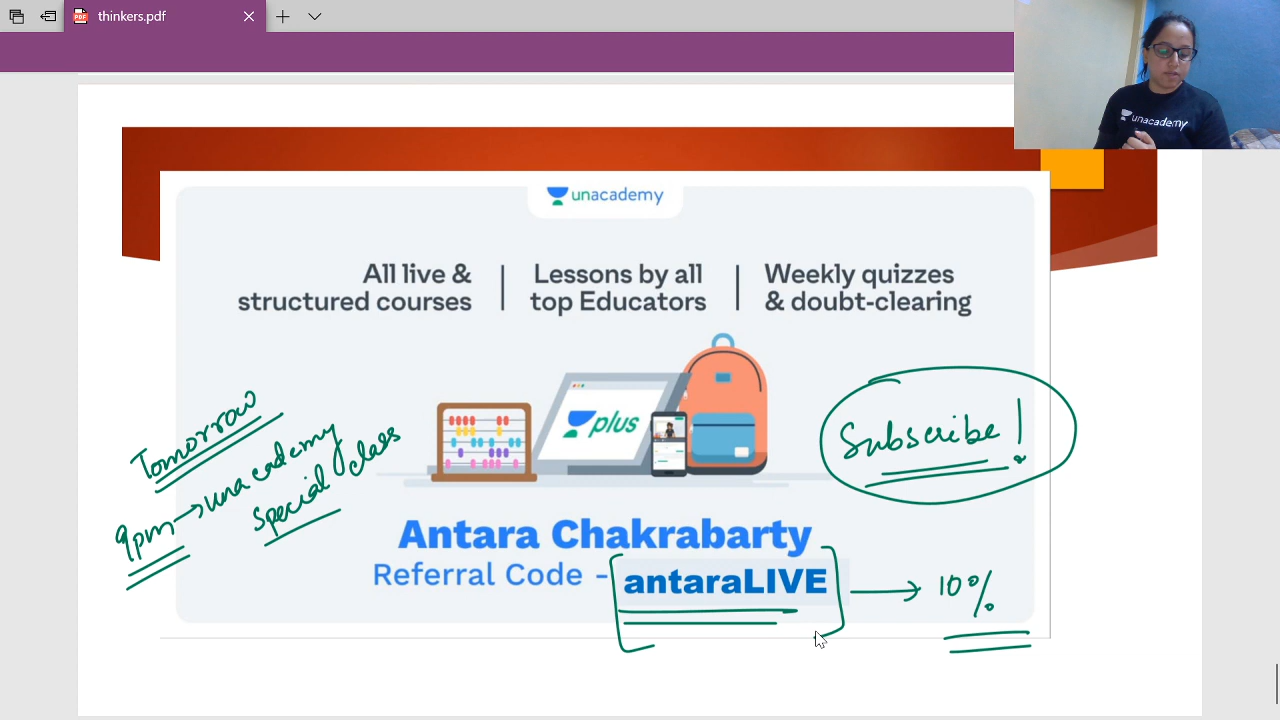 thinkers.pdf
unacademy
unacademy
All live &
structured courses
Lessons by all
top Educators
Weekly quizzes
& doubt-clearing
plus
Tomorrow
9pm → unacademy
special class
Subscribe!
Antara Chakrabarty
Referral Code - antaraLIVE → 10%